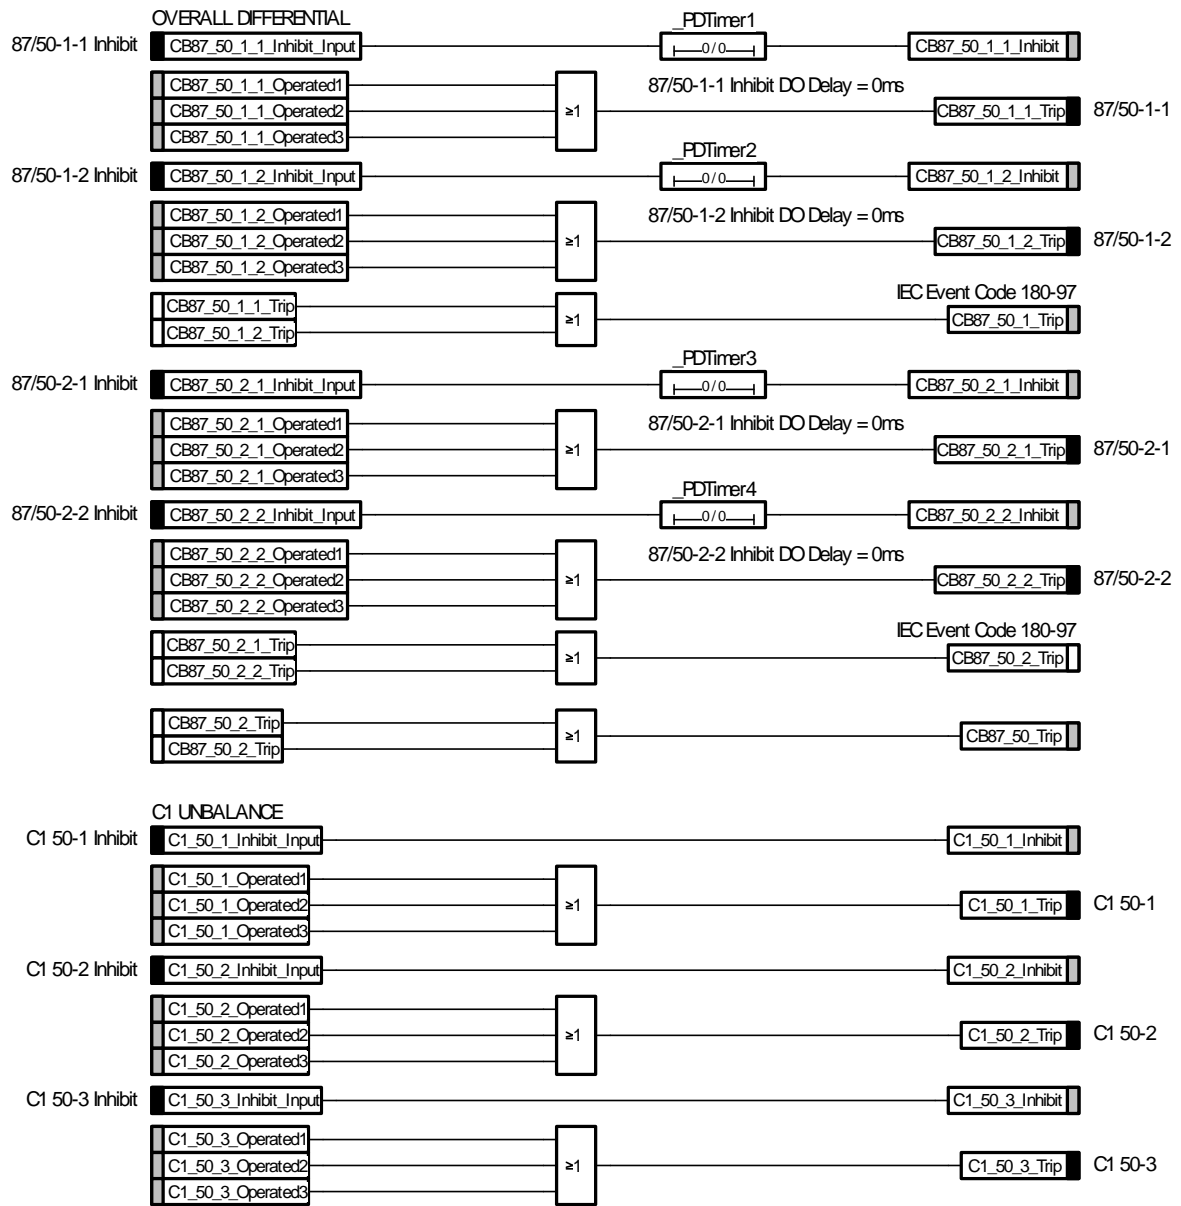 OVERALL DIFFERENTIAL
_PDTimer1
87/50-1-1 Inhibit CB87_50_1_1_Inhibit_Input 0/0 CB87_50_1_1_Inhibit
CB87_50_1_1_Operated1 87/50-1-1 Inhibit DO Delay = 0ms
CB87_50_1_1_Operated2 ≥1 CB87_50_1_1_Trip 87/50-1-1
CB87_50_1_1_Operated3
_PDTimer2
87/50-1-2 Inhibit CB87_50_1_2_Inhibit_Input 0/0 CB87_50_1_2_Inhibit
CB87_50_1_2_Operated1 87/50-1-2 Inhibit DO Delay = 0ms
CB87_50_1_2_Operated2 ≥1 CB87_50_1_2_Trip 87/50-1-2
CB87_50_1_2_Operated3
IEC Event Code 180-97
CB87_50_1_1_Trip
≥1 CB87_50_1_Trip
CB87_50_1_2_Trip
_PDTimer3
87/50-2-1 Inhibit CB87_50_2_1_Inhibit_Input 0/0 CB87_50_2_1_Inhibit
CB87_50_2_1_Operated1 87/50-2-1 Inhibit DO Delay = 0ms
CB87_50_2_1_Operated2 ≥1 CB87_50_2_1_Trip 87/50-2-1
CB87_50_2_1_Operated3
_PDTimer4
87/50-2-2 Inhibit CB87_50_2_2_Inhibit_Input 0/0 CB87_50_2_2_Inhibit
CB87_50_2_2_Operated1 87/50-2-2 Inhibit DO Delay = 0ms
CB87_50_2_2_Operated2 ≥1 CB87_50_2_2_Trip 87/50-2-2
CB87_50_2_2_Operated3
IEC Event Code 180-97
CB87_50_2_1_Trip
≥1 CB87_50_2_Trip
CB87_50_2_2_Trip
CB87_50_2_Trip
≥1 CB87_50_Trip
CB87_50_2_Trip
C1 UNBALANCE
C1 50-1 Inhibit C1_50_1_Inhibit_Input C1_50_1_Inhibit
C1_50_1_Operated1
C1_50_1_Operated2 ≥1 C1_50_1_Trip C1 50-1
C1_50_1_Operated3
C1 50-2 Inhibit C1_50_2_Inhibit_Input C1_50_2_Inhibit
C1_50_2_Operated1
C1_50_2_Operated2 ≥1 C1_50_2_Trip C1 50-2
C1_50_2_Operated3
C1 50-3 Inhibit C1_50_3_Inhibit_Input C1_50_3_Inhibit
C1_50_3_Operated1
C1_50_3_Operated2 ≥1 C1_50_3_Trip C1 50-3
C1_50_3_Operated3